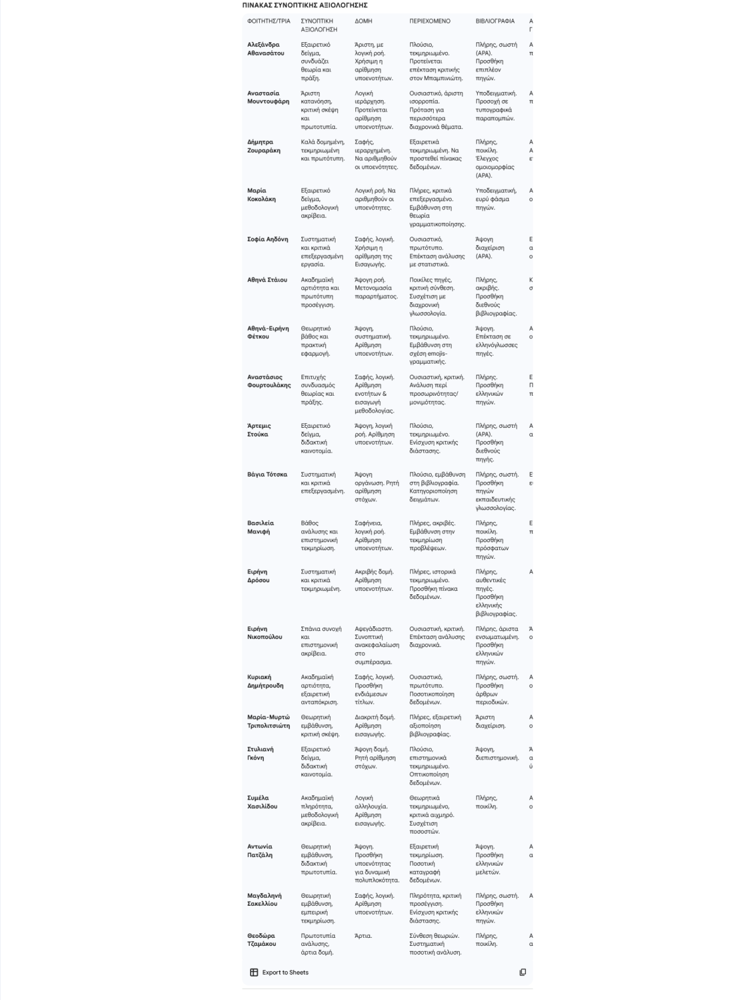 ΠΙΝΑΚΑΣ ΣΥΝΟΠΤΙΚΗΣ ΑΞΙΟΛΟΓΗΣΗΣ
ΦΟΙΤΗΤΗΣ/ΤΡΙΑ ΣΥΝΟΠΤΙΚΗ ΔΟΜΗ ΠΕΡΙΕΧΟΜΕΝΟ ΒΙΒΛΙΟΓΡΑΦΙΑ Α
ΑΞΙΟΛΟΓΗΣΗ Γ
Αλεξάνδρα Εξαιρετικό Άριστη, με Πλούσιο, Πλήρης, σωστή Α
Αθανασάτου δείγμα, λογική ροή. τεκμηριωμένο. (APA). π
συνδυάζει Χρήσιμη η Προτείνεται Προσθήκη
θεωρία και αρίθμηση επέκταση κριτικής επιπλέον
πράξη. υποενοτήτων. στον Μπαμπινιώτη. πηγών.
Αναστασία Άριστη Λογική Ουσιαστικό, άριστη Υποδειγματική. Α
Μουντουφάρη κατανόηση, ιεράρχηση. ισορροπία. Προσοχή σε π
κριτική σκέψη Προτείνεται Πρόταση για τυπογραφικά
και αρίθμηση περισσότερα παραπομπών.
πρωτοτυπία. υποενοτήτων. διαχρονικά θέματα.
Δήμητρα Καλά δομημένη, Σαφής, Εξαιρετικά Πλήρης, Α
Ζουραράκη τεκμηριωμένη ιεραρχημένη. τεκμηριωμένη. Να ποικίλη. Α
και πρωτότυπη. Να αριθμηθούν προστεθεί πίνακας Έλεγχος ε
οι υποενότητες. δεδομένων. ομοιομορφίας
(APA).
Μαρία Εξαιρετικό Λογική ροή. Να Πλήρες, κριτικά Υποδειγματική, Α
Κοκολάκη δείγμα, αριθμηθούν οι επεξεργασμένο. ευρύ φάσμα ο
μεθοδολογική υποενότητες. Εμβάθυνση στη πηγών.
ακρίβεια. θεωρία
γραμματικοποίησης.
Σοφία Αηδόνη Συστηματική Σαφής, λογική. Ουσιαστικό, Άψογη Ε
και κριτικά Χρήσιμη η πρωτότυπο. διαχείριση α
επεξεργασμένη αρίθμηση της Επέκταση ανάλυσης (APA). ο
εργασία. Εισαγωγής. με στατιστικά.
Αθηνά Στάιου Ακαδημαϊκή Άψογη ροή. Ποικίλες πηγές, Πλήρης, Κ
αρτιότητα και Μετονομασία κριτική σύνθεση. ακριβής. σ
πρωτότυπη παραρτήματος. Συσχέτιση με Προσθήκη
προσέγγιση. διαχρονική διεθνούς
γλωσσολογία. βιβλιογραφίας.
Αθηνά-Ειρήνη Θεωρητικό Άψογη, Πλούσιο, Άψογη. Α
Φέτκου βάθος και συστηματική. τεκμηριωμένο. Επέκταση σε ο
πρακτική Αρίθμηση Εμβάθυνση στη ελληνόγλωσσες
εφαρμογή. υποενοτήτων. σχέση emojis- πηγές.
γραμματικής.
Αναστάσιος Επιτυχής Σαφής, λογική. Ουσιαστική, κριτική. Πλήρης. Ε
Φουρτουλάκης συνδυασμός Αρίθμηση Ανάλυση περί Προσθήκη Π
θεωρίας και ενοτήτων & προσωρινότητας/ ελληνικών π
πράξης. εισαγωγή μονιμότητας. πηγών.
μεθοδολογίας.
Άρτεμις Εξαιρετικό Άψογη, λογική Πλούσιο, Πλήρης, σωστή Α
Στούκα δείγμα, ροή. Αρίθμηση τεκμηριωμένο. (APA). α
διδακτική υποενοτήτων. Ενίσχυση κριτικής Προσθήκη
καινοτομία. διάστασης. διεθνούς
πηγής.
Βάγια Τότσκα Συστηματική Άψογη Πλούσιο, εμβάθυνση Πλήρης, σωστή. Ε
και κριτικά οργάνωση. Ρητή στη βιβλιογραφία. Προσθήκη ε
επεξεργασμένη. αρίθμηση Κατηγοριοποίηση πηγών
στόχων. δειγμάτων. εκπαιδευτικής
γλωσσολογίας.
Βασιλεία Βάθος Σαφήνεια, Πλήρες, ακριβές. Πλήρης, Ε
Μανιφή ανάλυσης και λογική ροή. Εμβάθυνση στην ποικίλη. π
επιστημονική Αρίθμηση τεκμηρίωση Προσθήκη
τεκμηρίωση. υποενοτήτων. προβλέψεων. πρόσφατων
πηγών.
Ειρήνη Συστηματική Ακριβής δομή. Πλήρες, ιστορικά Πλήρης, Α
Δρόσου και κριτικά Αρίθμηση τεκμηριωμένο. αυθεντικές
τεκμηριωμένη. υποενοτήτων. Προσθήκη πίνακα πηγές.
δεδομένων. Προσθήκη
ελληνικής
βιβλιογραφίας.
Ειρήνη Σπάνια συνοχή Αψεγάδιαστη. Ουσιαστική, κριτική. Πλήρης, άριστα Ά
Νικοπούλου και Συνοπτική Επέκταση ανάλυσης ενσωματωμένη. ο
επιστημονική ανακεφαλαίωση διαχρονικά. Προσθήκη
ακρίβεια. στο ελληνικών
συμπέρασμα. πηγών.
Κυριακή Ακαδημαϊκή Σαφής, λογική. Ουσιαστικό, Πλήρης, σωστή. Α
Δημήτρουδη αρτιότητα, Προσθήκη πρωτότυπο. Προσθήκη ο
εξαιρετική ενδιάμεσων Ποσοτικοποίηση άρθρων
ανταπόκριση. τίτλων. δεδομένων. περιοδικών.
Μαρία-Μυρτώ Θεωρητική Διακριτή δομή. Πλήρες, εξαιρετική Άριστη Α
Τριπολιτσιώτη εμβάθυνση, Αρίθμηση αξιοποίηση διαχείριση. ο
κριτική σκέψη. εισαγωγής. βιβλιογραφίας.
Στυλιανή Εξαιρετικό Άψογη δομή. Πλούσιο, Άψογη, Ά
Γκόνη δείγμα, Ρητή αρίθμηση επιστημονικά διεπιστημονική. α
διδακτική στόχων. τεκμηριωμένο. ύ
καινοτομία. Οπτικοποίηση
δεδομένων.
Συμέλα Ακαδημαϊκή Λογική Θεωρητικά Πλήρης, Α
Χασιλίδου πληρότητα, αλληλουχία. τεκμηριωμένο, ποικίλη. ο
μεθοδολογική Αρίθμηση κριτικά αιχμηρό.
ακρίβεια. εισαγωγής. Συσχέτιση
ποσοστών.
Αντωνία Θεωρητική Άψογη. Εξαιρετική Άψογη. Α
Πατζάλη εμβάθυνση, Προσθήκη τεκμηρίωση. Προσθήκη α
διδακτική υποενότητας Ποσοτική ελληνικών
πρωτοτυπία. για δυναμική καταγραφή μελετών.
πολυπλοκότητα. δεδομένων.
Μαγδαληνή Θεωρητική Σαφής, λογική. Πληρότητα, κριτική Πλήρης, σωστή. Α
Σακελλίου εμβάθυνση, Αρίθμηση προσέγγιση. Προσθήκη
εμπειρική υποενοτήτων. Ενίσχυση κριτικής ελληνικών
τεκμηρίωση. διάστασης. πηγών.
Θεοδώρα Πρωτοτυπία Άρτια. Σύνθεση θεωριών. Πλήρης, Α
Τζαμάκου ανάλυσης, Συστηματική ποικίλη. α
άρτια δομή. ποσοτική ανάλυση.
Export to Sheets